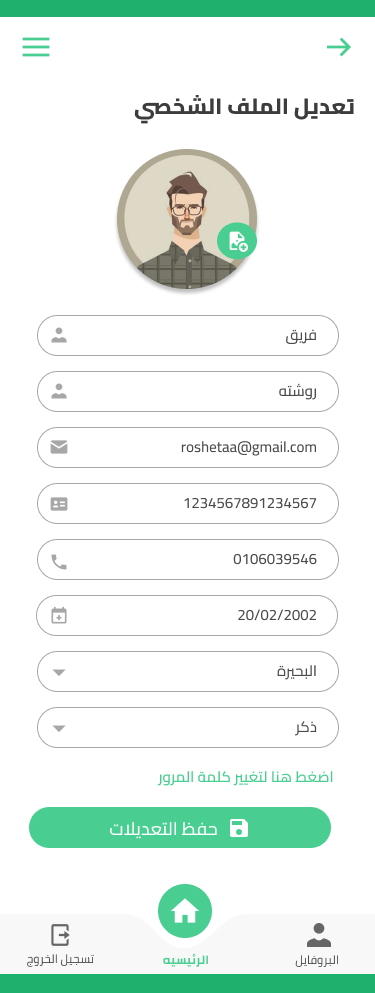 تعديل الملف الشخصي
فريق
روشته
roshetaa@gmail.com
1234567891234567
0106039546
20/02/2002
البحيرة
ذكر
اضغط هنا لتغيير كلمة المرور
حفظ التعديلات
البروفايل
الرئيسيه
تسجيل الخروج